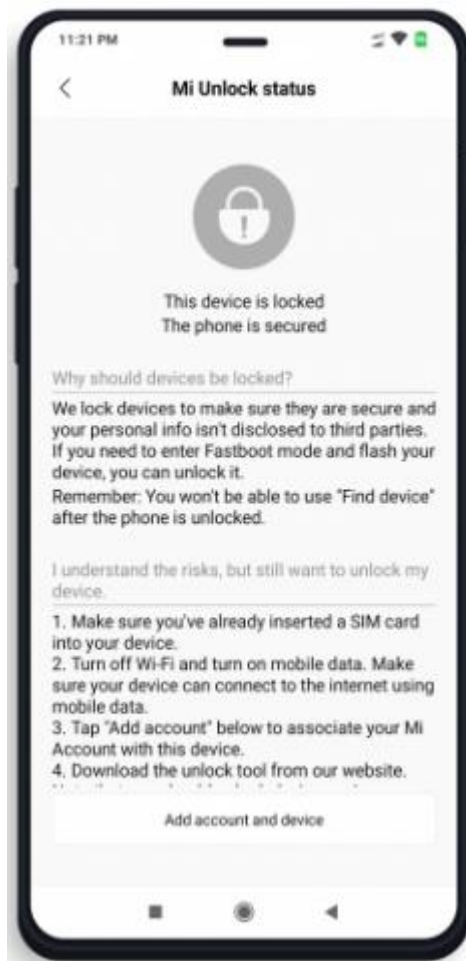 11:21 PM
Mi Unlock status
This device is locked
The phone is secured
Why should devices be locked?
We lock devices to make sure they are secure and
your personal info isn't disclosed to third parties.
If you need to enter Fastboot mode and flash your
device, you can unlock it.
Remember: You won't be able to use "Find device"
after the phone is unlocked.
I understand the risks, but still want to unlock my
device.
1. Make sure you've already inserted a SIM card
into your device.
2. Turn off Wi-Fi and turn on mobile data. Make
sure your device can connect to the internet using
mobile data.
3. Tap "Add account" below to associate your Mi
Account with this device.
4. Download the unlock tool from our website.
Add account and device